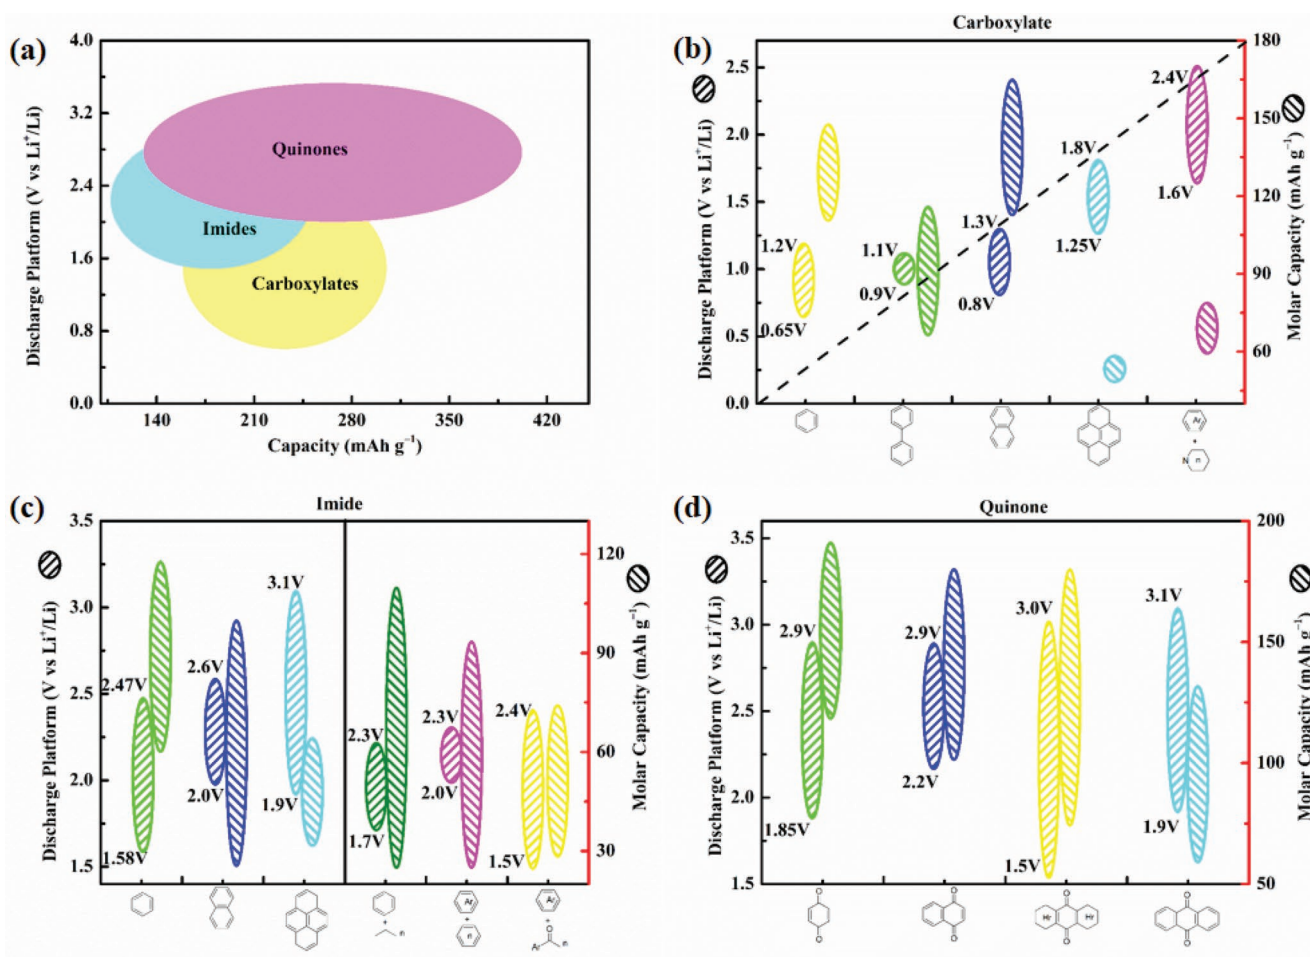 (a)
4.0
3.2
2.4
1.6
0.8
0.0
Discharge Platform (V vs Li⁺/Li)
Quinones
Imides
Carboxylates
140
210
280
350
420
Capacity (mAh g⁻¹)
(b)
Carboxylate
2.5
2.0
1.5
1.0
0.5
0.0
Discharge Platform (V vs Li⁺/Li)
180
150
120
90
60
Molar Capacity (mAh g⁻¹)
1.2V
0.65V
1.1V
0.9V
1.3V
0.8V
1.8V
1.25V
2.4V
1.6V
Ar
+
N
n
(c)
Imide
3.5
3.0
2.5
2.0
1.5
Discharge Platform (V vs Li⁺/Li)
120
90
60
30
Molar Capacity (mAh g⁻¹)
2.47V
1.58V
2.6V
2.0V
3.1V
1.9V
2.3V
1.7V
2.3V
2.0V
2.4V
1.5V
+
n
Ar
+
n
Ar
+
O
Ar
n
(d)
Quinone
3.5
3.0
2.5
2.0
1.5
Discharge Platform (V vs Li⁺/Li)
200
150
100
50
Molar Capacity (mAh g⁻¹)
2.9V
1.85V
2.9V
2.2V
3.0V
1.5V
3.1V
1.9V
O
O
O
O
O
Hr
Hr
O
O
O